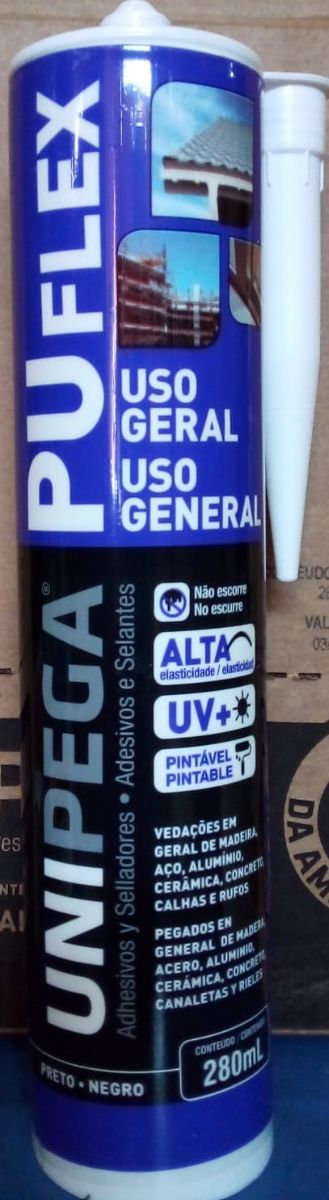 PU FLEX
USO
GERAL
USO
GENERAL
UNIPEGA®
Adhesivos y Selladores • Adesivos e Selantes
Não escorre
No escurre
ALTA
elasticidade / elasticidad
UV+
PINTÁVEL
PINTABLE
VEDAÇÕES EM
GERAL DE MADEIRA,
AÇO, ALUMÍNIO,
CERÂMICA, CONCRETO,
CALHAS E RUFOS
PEGADOS EN
GENERAL DE MADERA,
ACERO, ALUMINIO,
CERÁMICA, CONCRETO,
CANALETAS Y RIELES
PRETO • NEGRO
CONTEÚDO / CONTENIDO
280mL
DA